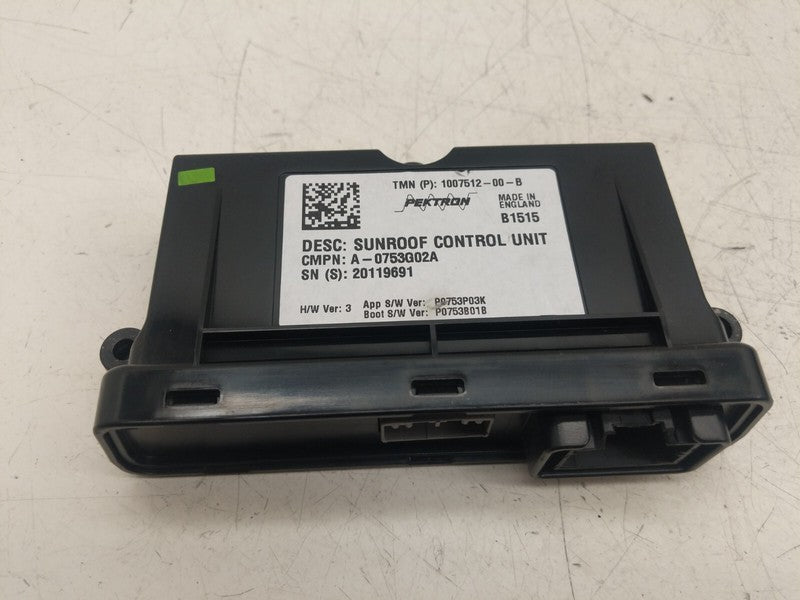 TMN (P): 1007512-00-B
PEKTRON
MADE IN
ENGLAND
B1515
DESC: SUNROOF CONTROL UNIT
CMPN: A-0753G02A
SN (S): 20119691
H/W Ver: 3 App S/W Ver: P0753P03K
Boot S/W Ver: P0753B01B